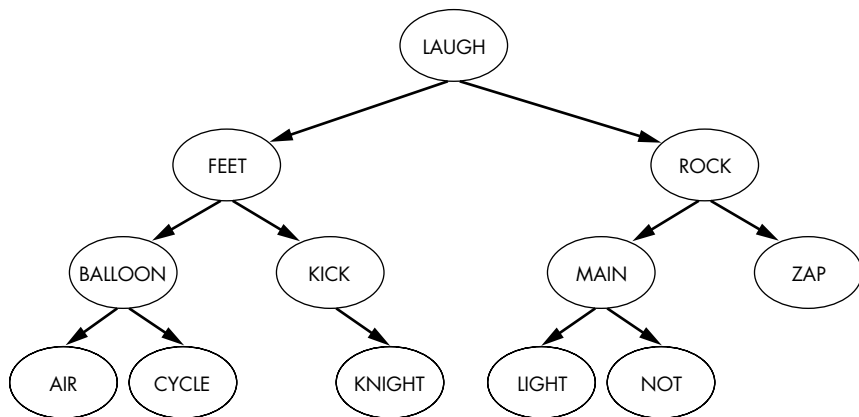 LAUGH
FEET ROCK
BALLOON KICK MAIN ZAP
AIR CYCLE KNIGHT LIGHT NOT